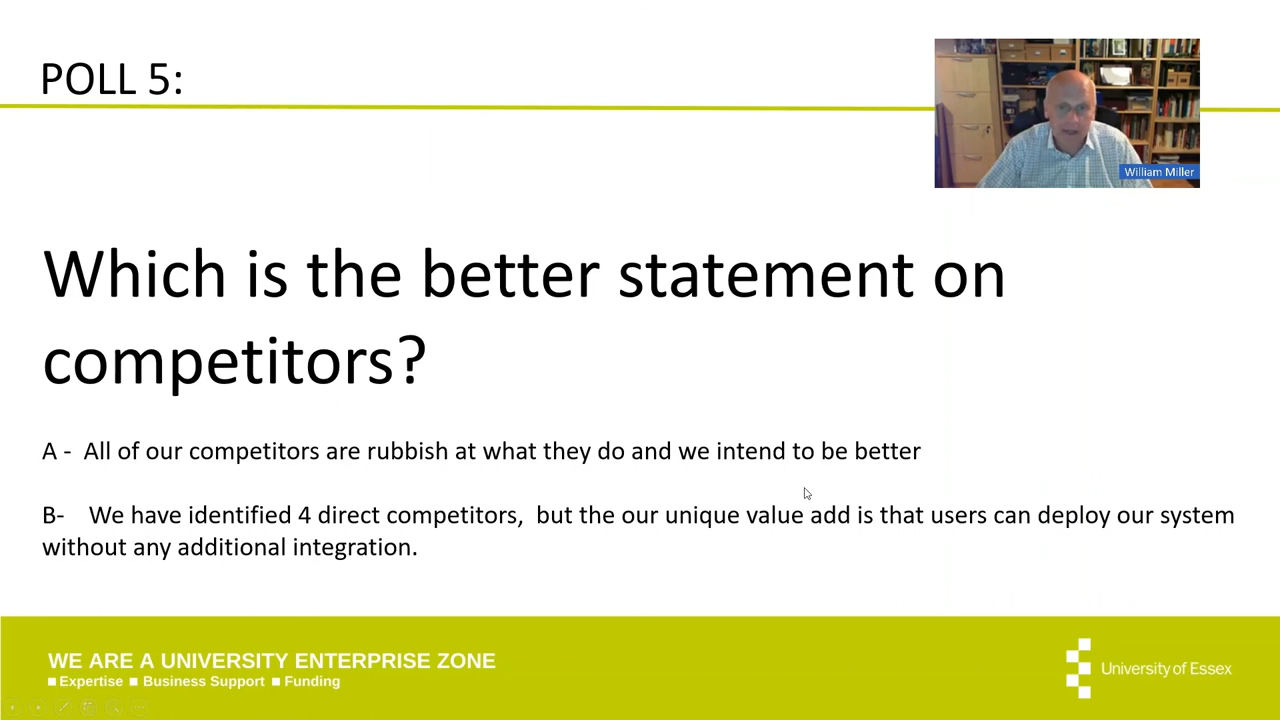 POLL 5:
William Miller
Which is the better statement on
competitors?
A - All of our competitors are rubbish at what they do and we intend to be better
B- We have identified 4 direct competitors, but the our unique value add is that users can deploy our system
without any additional integration.
WE ARE A UNIVERSITY ENTERPRISE ZONE
■ Expertise ■ Business Support ■ Funding
University of Essex